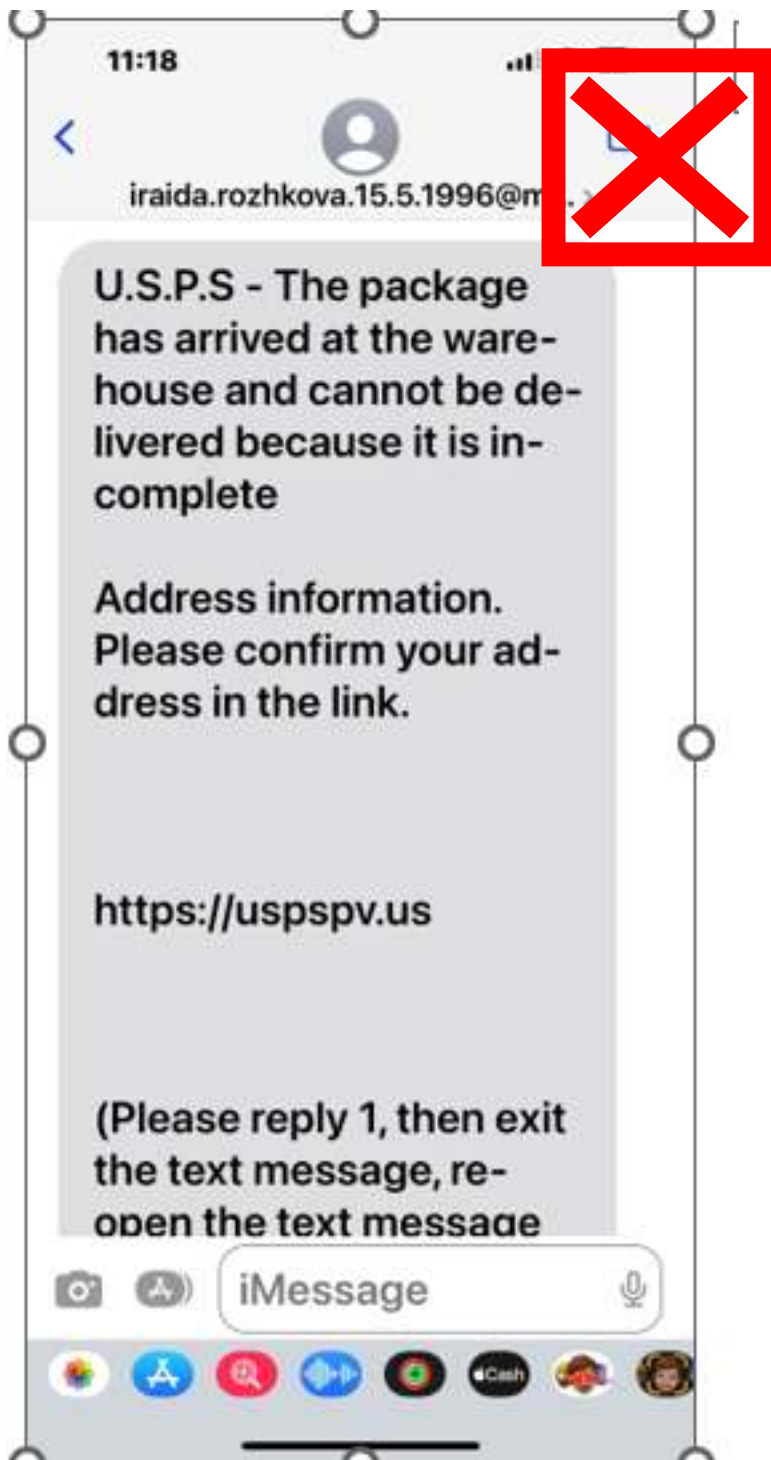 11:18
iraida.rozhkova.15.5.1996@m...
U.S.P.S - The package
has arrived at the ware-
house and cannot be de-
livered because it is in-
complete
Address information.
Please confirm your ad-
dress in the link.
https://uspspv.us
(Please reply 1, then exit
the text message, re-
open the text message
iMessage
Cash